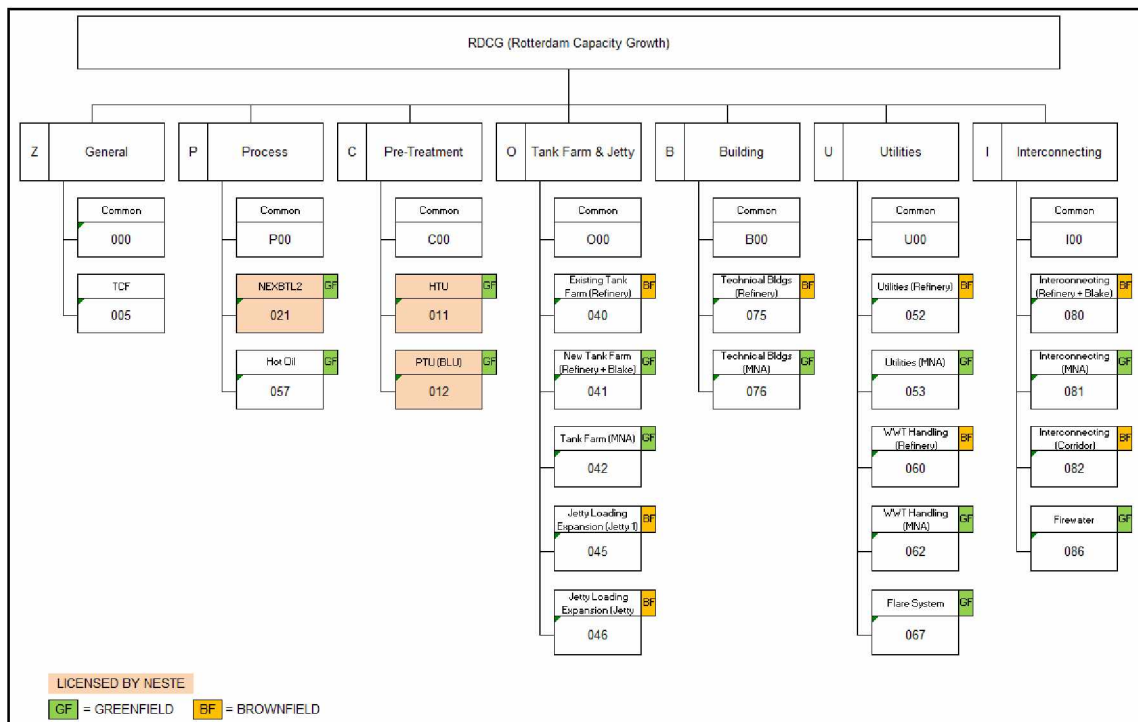 RDCG (Rotterdam Capacity Growth)
Z
General
P
Process
C
Pre-Treatment
O
Tank Farm & Jetty
B
Building
U
Utilities
I
Interconnecting
Common
000
TCF
005
Common
P00
NEXBTL2
GF
021
Hot Oil
GF
057
Common
C00
HTU
GF
011
PTU (BLU)
GF
012
Common
O00
Existing Tank
Farm (Refinery)
BF
040
New Tank Farm
(Refinery + Blake)
GF
041
Tank Farm (MNA)
GF
042
Jetty Loading
Expansion (Jetty 1)
BF
045
Jetty Loading
Expansion (Jetty
BF
046
Common
B00
Technical Bldgs
(Refinery)
BF
075
Technical Bldgs
(MNA)
GF
076
Common
U00
Utilities (Refinery)
BF
052
Utilities (MNA)
GF
053
WWT Handling
(Refinery)
BF
060
WWT Handling
(MNA)
GF
062
Flare System
GF
067
Common
I00
Interconnecting
(Refinery + Blake)
BF
080
Interconnecting
(MNA)
GF
081
Interconnecting
(Corridor)
BF
082
Firewater
GF
086
LICENSED BY NESTE
GF = GREENFIELD
BF = BROWNFIELD